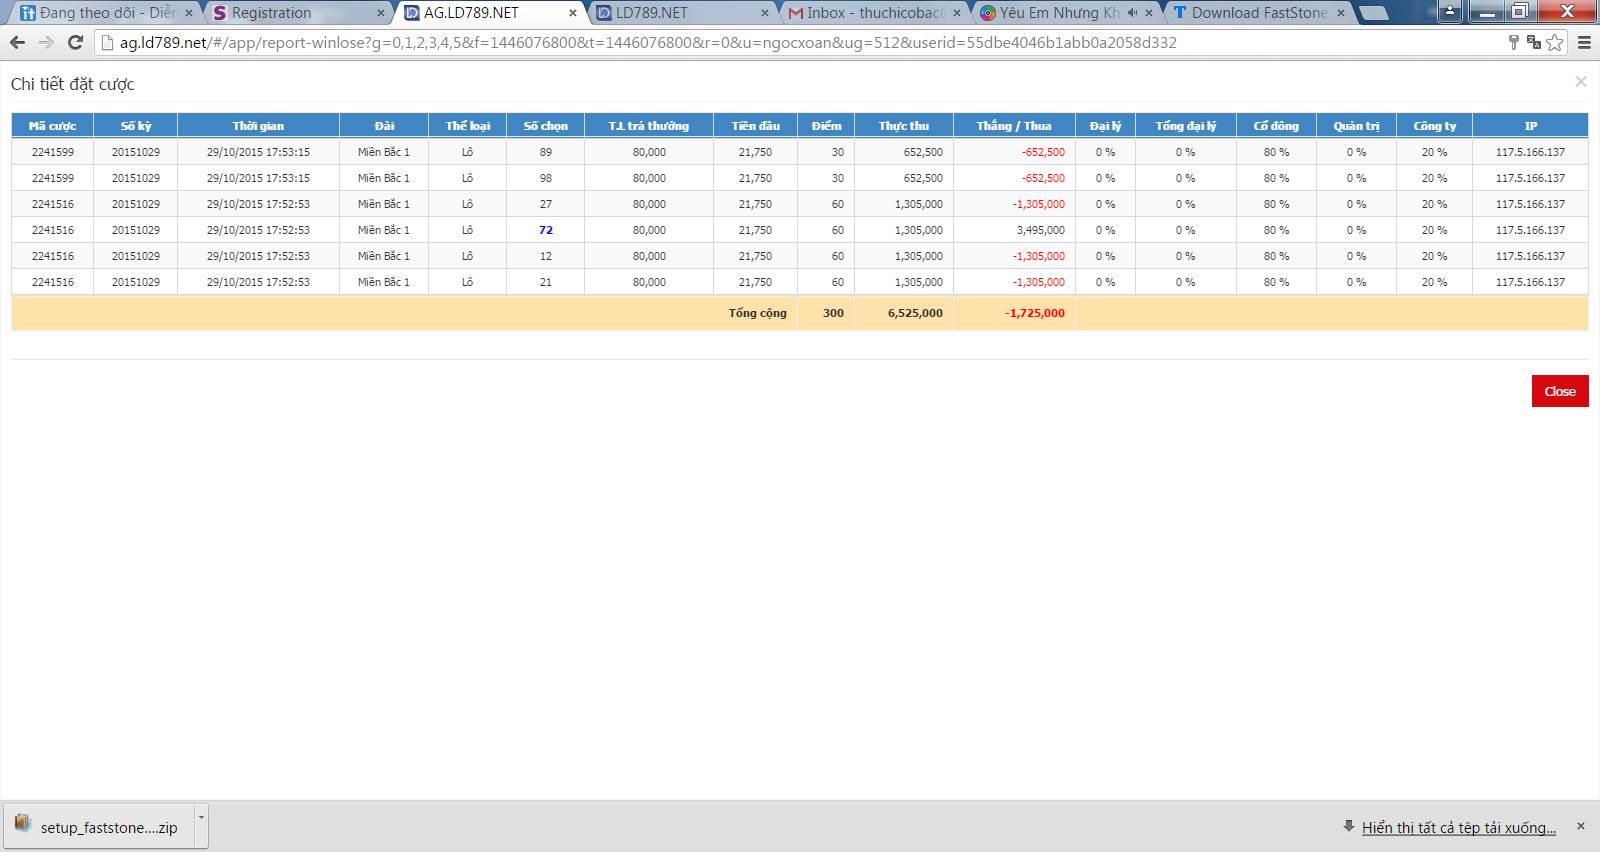 Đang theo dõi - Diễn
Registration
AG.LD789.NET
LD789.NET
Inbox - thuchicobac@
Yêu Em Nhưng Kh
Download FastStone
ag.ld789.net/#/app/report-winlose?g=0,1,2,3,4,5&f=1446076800&t=1446076800&r=0&u=ngocxoan&ug=512&userid=55dbe4046b1abb0a2058d332
Chi tiết đặt cược
Mã cược Số kỳ Thời gian Đài Thể loại Số chọn T.L trả thưởng Tiền đầu Điểm Thực thu Thắng / Thua Đại lý Tổng đại lý Cổ đông Quản trị Công ty IP
2241599 20151029 29/10/2015 17:53:15 Miền Bắc 1 Lô 89 80,000 21,750 30 652,500 -652,500 0 % 0 % 80 % 0 % 20 % 117.5.166.137
2241599 20151029 29/10/2015 17:53:15 Miền Bắc 1 Lô 98 80,000 21,750 30 652,500 -652,500 0 % 0 % 80 % 0 % 20 % 117.5.166.137
2241516 20151029 29/10/2015 17:52:53 Miền Bắc 1 Lô 27 80,000 21,750 60 1,305,000 -1,305,000 0 % 0 % 80 % 0 % 20 % 117.5.166.137
2241516 20151029 29/10/2015 17:52:53 Miền Bắc 1 Lô 72 80,000 21,750 60 1,305,000 3,495,000 0 % 0 % 80 % 0 % 20 % 117.5.166.137
2241516 20151029 29/10/2015 17:52:53 Miền Bắc 1 Lô 12 80,000 21,750 60 1,305,000 -1,305,000 0 % 0 % 80 % 0 % 20 % 117.5.166.137
2241516 20151029 29/10/2015 17:52:53 Miền Bắc 1 Lô 21 80,000 21,750 60 1,305,000 -1,305,000 0 % 0 % 80 % 0 % 20 % 117.5.166.137
Tổng cộng 300 6,525,000 -1,725,000
Close
setup_faststone....zip
Hiển thị tất cả tệp tải xuống...